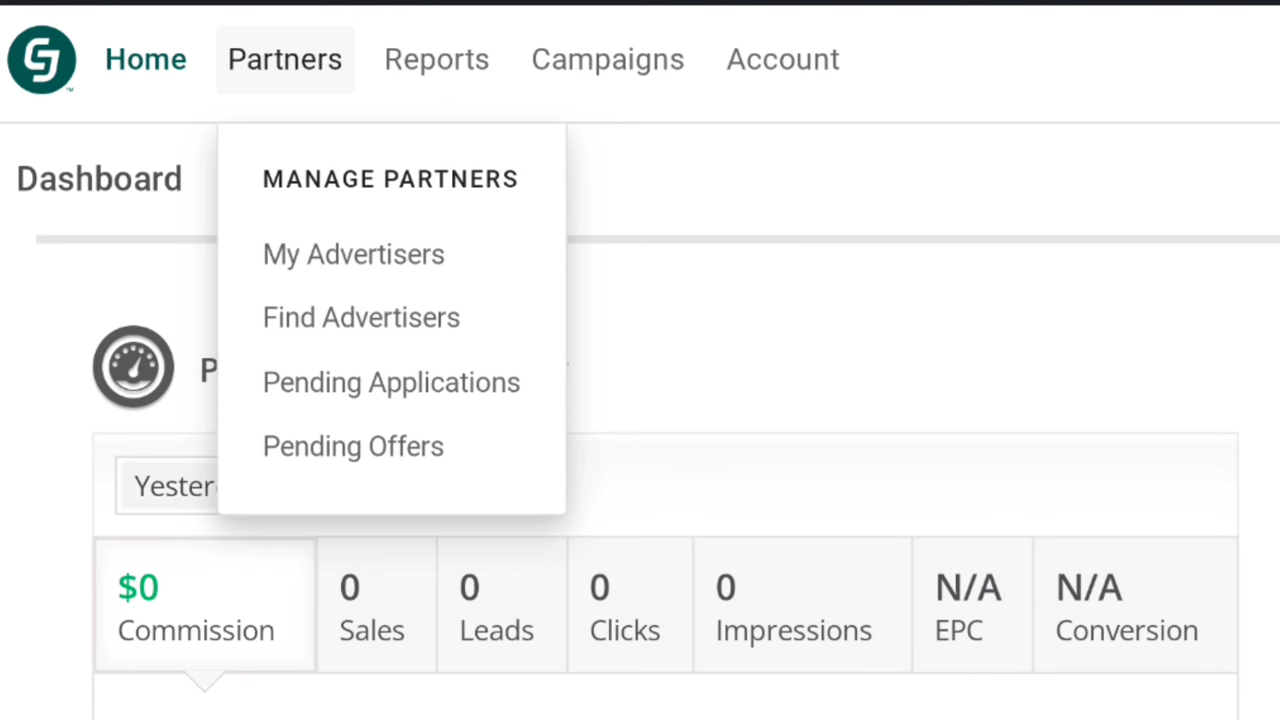 Home Partners Reports Campaigns Account
Dashboard
MANAGE PARTNERS
My Advertisers
Find Advertisers
Pending Applications
Pending Offers
$0 0 0 0 0 N/A N/A
Commission Sales Leads Clicks Impressions EPC Conversion